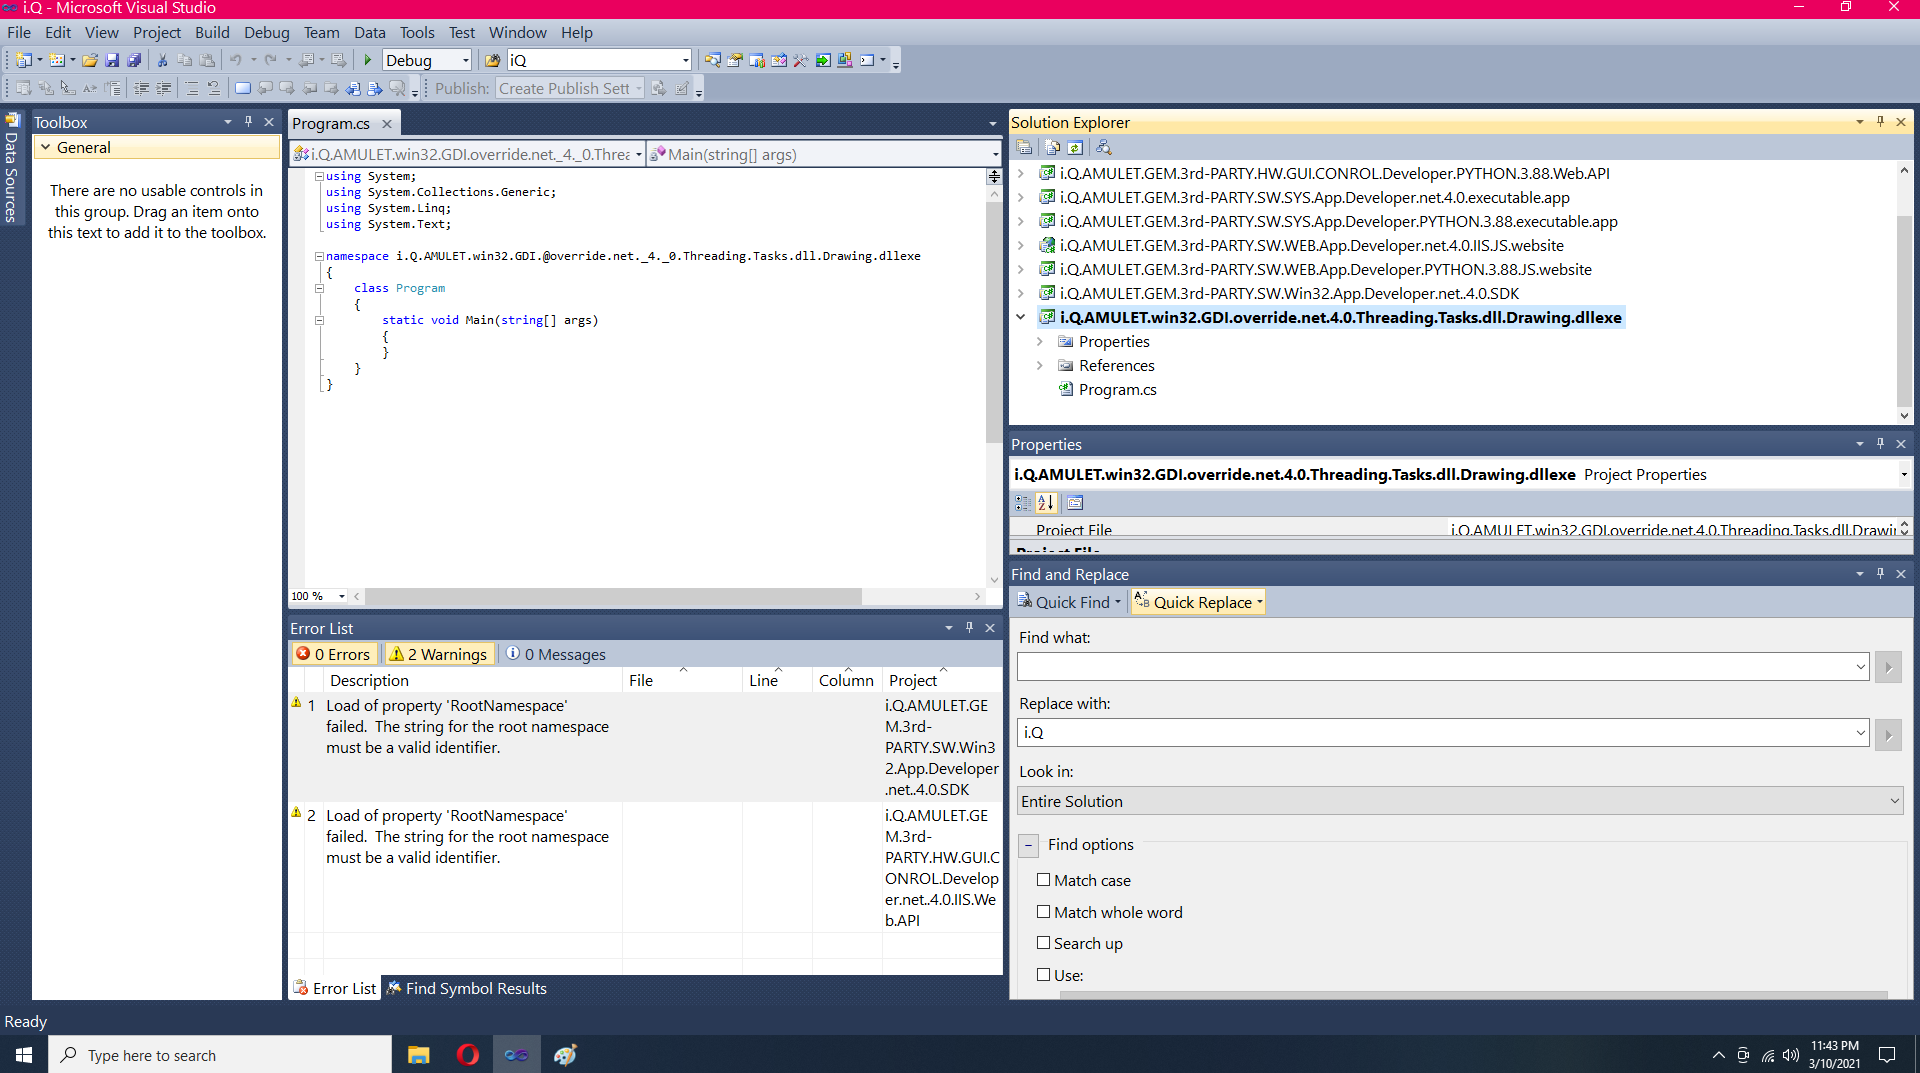 i.Q - Microsoft Visual Studio
File Edit View Project Build Debug Team Data Tools Test Window Help
Debug iQ
Publish: Create Publish Sett
Data Sources
Toolbox
General
There are no usable controls in
this group. Drag an item onto
this text to add it to the toolbox.
Program.cs
i.Q.AMULET.win32.GDI.override.net._4._0.Threa Main(string[] args)
using System;
using System.Collections.Generic;
using System.Linq;
using System.Text;
namespace i.Q.AMULET.win32.GDI.@override.net._4._0.Threading.Tasks.dll.Drawing.dllexe
{
class Program
{
static void Main(string[] args)
{
}
}
}
100 %
Error List
0 Errors 2 Warnings 0 Messages
Description File Line Column Project
1 Load of property 'RootNamespace'
failed. The string for the root namespace
must be a valid identifier.
i.Q.AMULET.GE
M.3rd-
PARTY.SW.Win3
2.App.Developer
.net..4.0.SDK
2 Load of property 'RootNamespace'
failed. The string for the root namespace
must be a valid identifier.
i.Q.AMULET.GE
M.3rd-
PARTY.HW.GUI.C
ONROL.Develop
er.net..4.0.IIS.We
b.API
Error List Find Symbol Results
Solution Explorer
i.Q.AMULET.GEM.3rd-PARTY.HW.GUI.CONROL.Developer.PYTHON.3.88.Web.API
i.Q.AMULET.GEM.3rd-PARTY.SW.SYS.App.Developer.net.4.0.executable.app
i.Q.AMULET.GEM.3rd-PARTY.SW.SYS.App.Developer.PYTHON.3.88.executable.app
i.Q.AMULET.GEM.3rd-PARTY.SW.WEB.App.Developer.net.4.0.IIS.JS.website
i.Q.AMULET.GEM.3rd-PARTY.SW.WEB.App.Developer.PYTHON.3.88.JS.website
i.Q.AMULET.GEM.3rd-PARTY.SW.Win32.App.Developer.net..4.0.SDK
i.Q.AMULET.win32.GDI.override.net.4.0.Threading.Tasks.dll.Drawing.dllexe
Properties
References
Program.cs
Properties
i.Q.AMULET.win32.GDI.override.net.4.0.Threading.Tasks.dll.Drawing.dllexe Project Properties
Project File i.Q.AMULET.win32.GDI.override.net.4.0.Threading.Tasks.dll.Drawi
Project File
Find and Replace
Quick Find Quick Replace
Find what:
Replace with:
i.Q
Look in:
Entire Solution
Find options
Match case
Match whole word
Search up
Use:
Ready
Type here to search
11:43 PM
3/10/2021